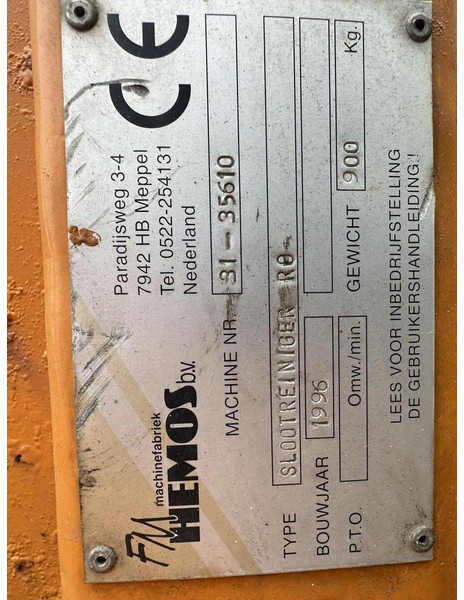 FM machinefabriek
HEMOS b.v.
Paradijsweg 3-4
7942 HB Meppel
Tel. 0522-254131
Nederland
CE
MACHINE NR. 31-35610
TYPE SLOOTREINIGER RO-
BOUWJAAR 1996
P.T.O. Omw./min. GEWICHT 900 Kg.
LEES VOOR INBEDRIJFSTELLING
DE GEBRUIKERSHANDLEIDING.!